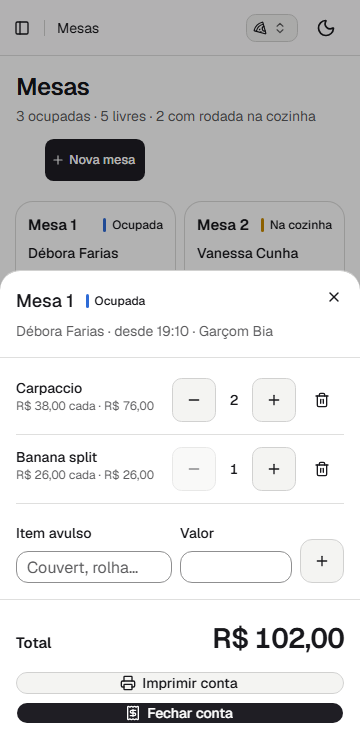 Mesas
Mesas
3 ocupadas · 5 livres · 2 com rodada na cozinha
Nova mesa
Mesa 1 Ocupada
Débora Farias
Mesa 2 Na cozinha
Vanessa Cunha
Mesa 1 Ocupada
Débora Farias · desde 19:10 · Garçom Bia
Carpaccio
R$ 38,00 cada · R$ 76,00
2
Banana split
R$ 26,00 cada · R$ 26,00
1
Item avulso
Valor
Couvert, rolha...
Total R$ 102,00
Imprimir conta
Fechar conta